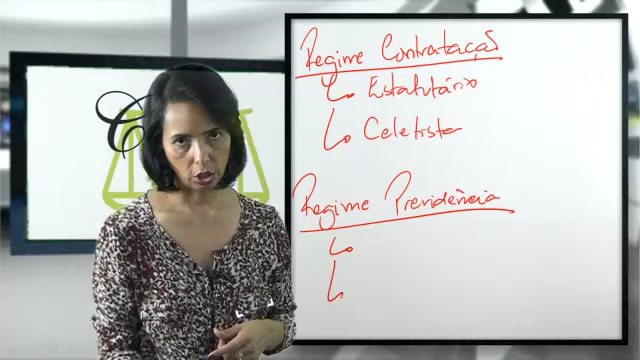 Regime Contratação
Estatutário
Celetista
Regime Previdência